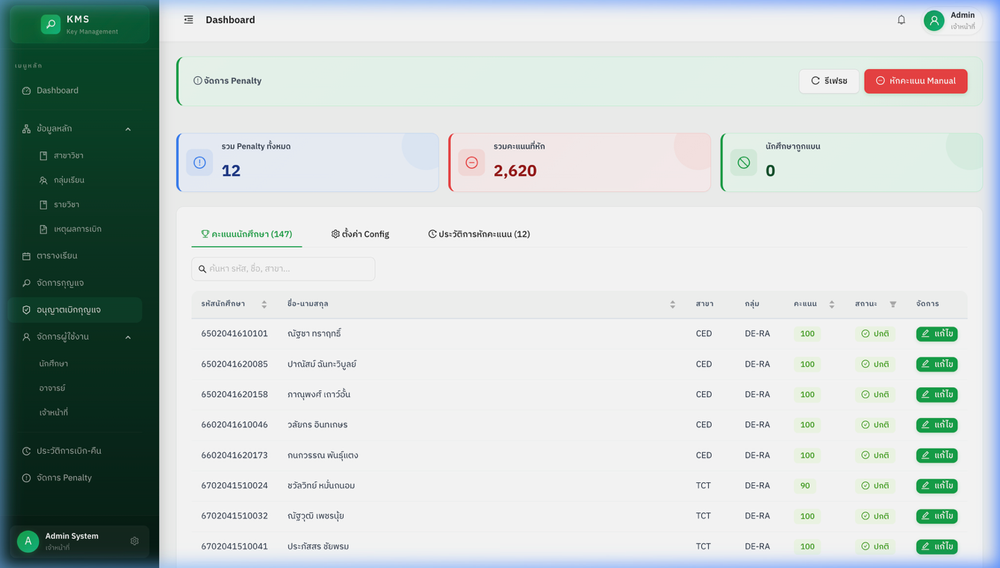 KMS
Key Management
เมนูหลัก
Dashboard
ข้อมูลหลัก
สาขาวิชา
กลุ่มเรียน
รายวิชา
เหตุผลการเบิก
ตารางเรียน
จัดการกุญแจ
อนุญาตเบิกกุญแจ
จัดการผู้ใช้งาน
นักศึกษา
อาจารย์
เจ้าหน้าที่
ประวัติการเบิก-คืน
จัดการ Penalty
A Admin System
เจ้าหน้าที่
Dashboard
Admin
เจ้าหน้าที่
จัดการ Penalty รีเฟรช หักคะแนน Manual
รวม Penalty ทั้งหมด
12
รวมคะแนนที่หัก
2,620
นักศึกษาถูกแบน
0
คะแนนนักศึกษา (147) ตั้งค่า Config ประวัติการหักคะแนน (12)
ค้นหา รหัส, ชื่อ, สาขา...
รหัสนักศึกษา ชื่อ-นามสกุล สาขา กลุ่ม คะแนน สถานะ จัดการ
6502041610101 ณัฐชา ทราฤทธิ์ CED DE-RA 100 ปกติ แก้ไข
6502041620085 ปาณัสม์ ฉันทะวิบูลย์ CED DE-RA 100 ปกติ แก้ไข
6502041620158 ภาณุพงศ์ เถาว์อั้น CED DE-RA 100 ปกติ แก้ไข
6602041610046 วลัยกร อินทเกษร CED DE-RA 100 ปกติ แก้ไข
6602041620173 กนกวรรณ พันธุ์แตง CED DE-RA 100 ปกติ แก้ไข
6702041510024 ชวัลวิทย์ หมั่นถนอม TCT DE-RA 90 ปกติ แก้ไข
6702041510032 ณัฐวุฒิ เพชรนุ้ย TCT DE-RA 100 ปกติ แก้ไข
6702041510041 ประภัสสร ชัยพรม TCT DE-RA 100 ปกติ แก้ไข